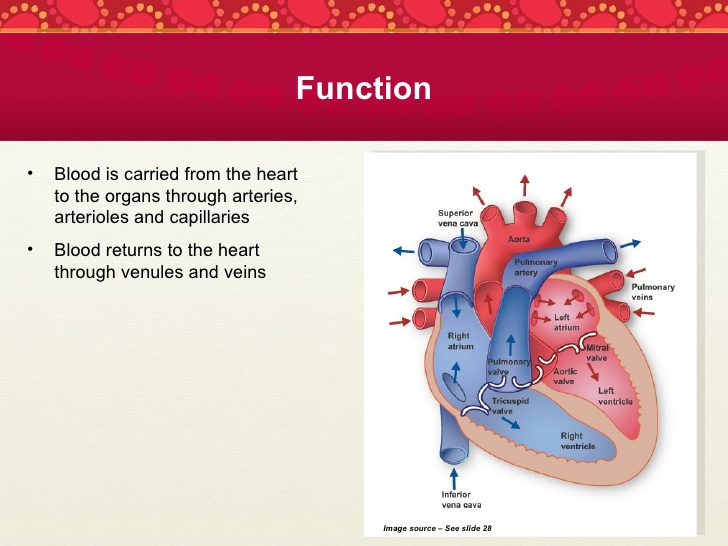 Function
• Blood is carried from the heart
to the organs through arteries,
arterioles and capillaries
• Blood returns to the heart
through venules and veins
Superior
vena cava
Aorta
Pulmonary
artery
Pulmonary
veins
Left
atrium
Right
atrium
Mitral
valve
Pulmonary
valve
Aortic
valve
Left
ventricle
Tricuspid
valve
Right
ventricle
Inferior
vena cava
Image source – See slide 28